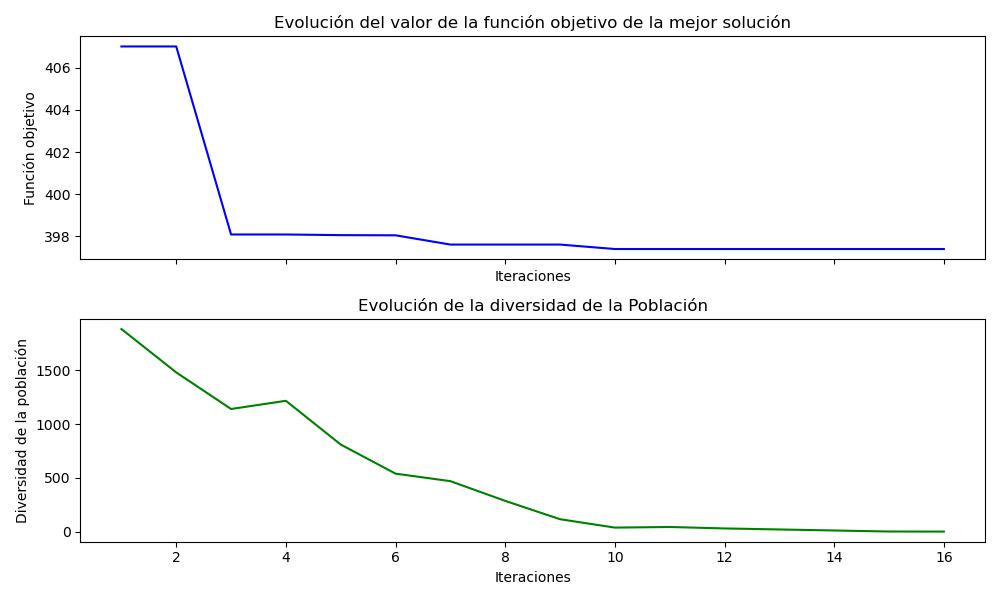 Evolución del valor de la función objetivo de la mejor solución
Función objetivo
406
404
402
400
398
Iteraciones
Evolución de la diversidad de la Población
Diversidad de la población
1500
1000
500
0
2 4 6 8 10 12 14 16
Iteraciones